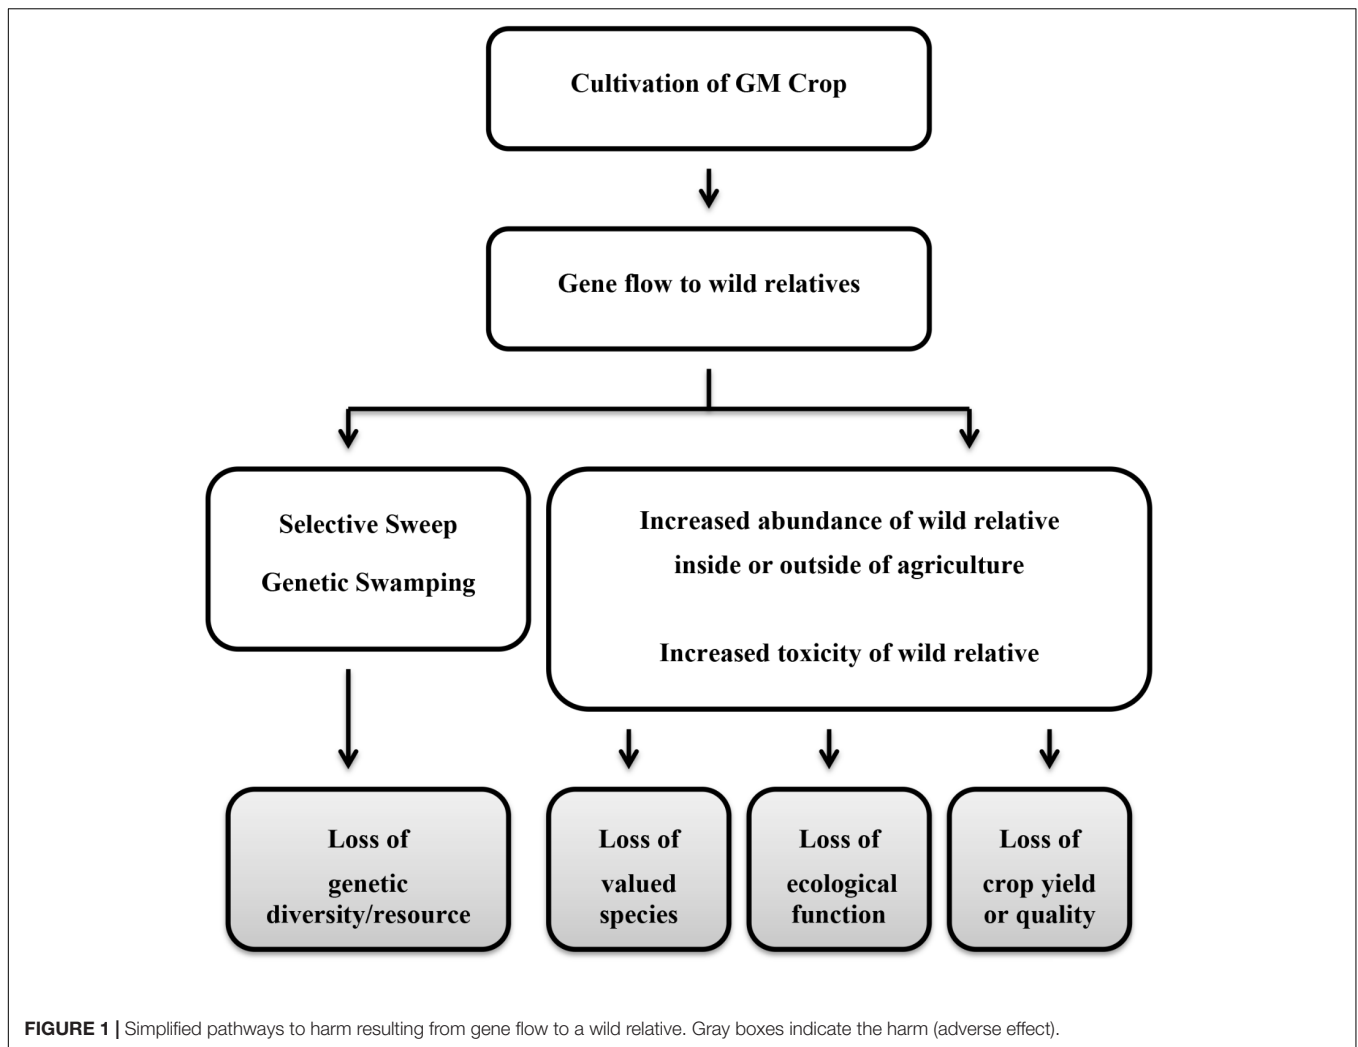 Cultivation of GM Crop
Gene flow to wild relatives
Selective Sweep
Genetic Swamping
Increased abundance of wild relative
inside or outside of agriculture
Increased toxicity of wild relative
Loss of
genetic
diversity/resource
Loss of
valued
species
Loss of
ecological
function
Loss of
crop yield
or quality
FIGURE 1 | Simplified pathways to harm resulting from gene flow to a wild relative. Gray boxes indicate the harm (adverse effect).